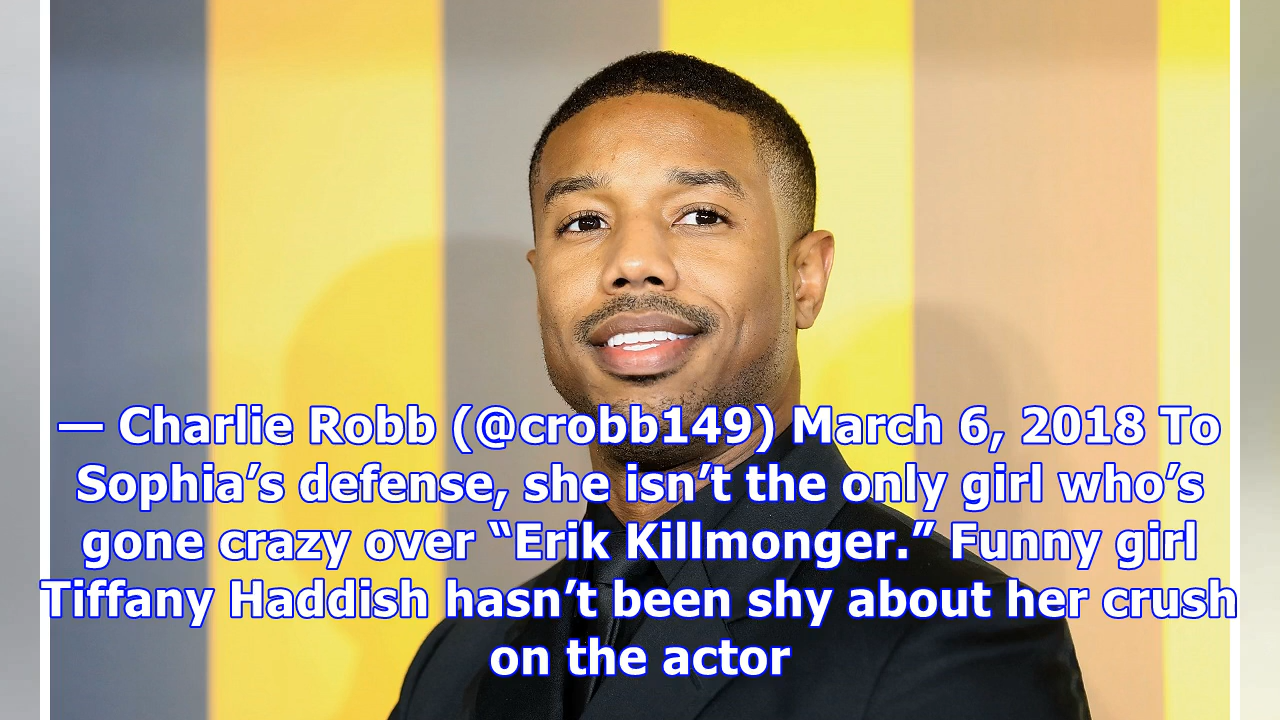 — Charlie Robb (@crobb149) March 6, 2018 To
Sophia’s defense, she isn’t the only girl who’s
gone crazy over “Erik Killmonger.” Funny girl
Tiffany Haddish hasn’t been shy about her crush
on the actor